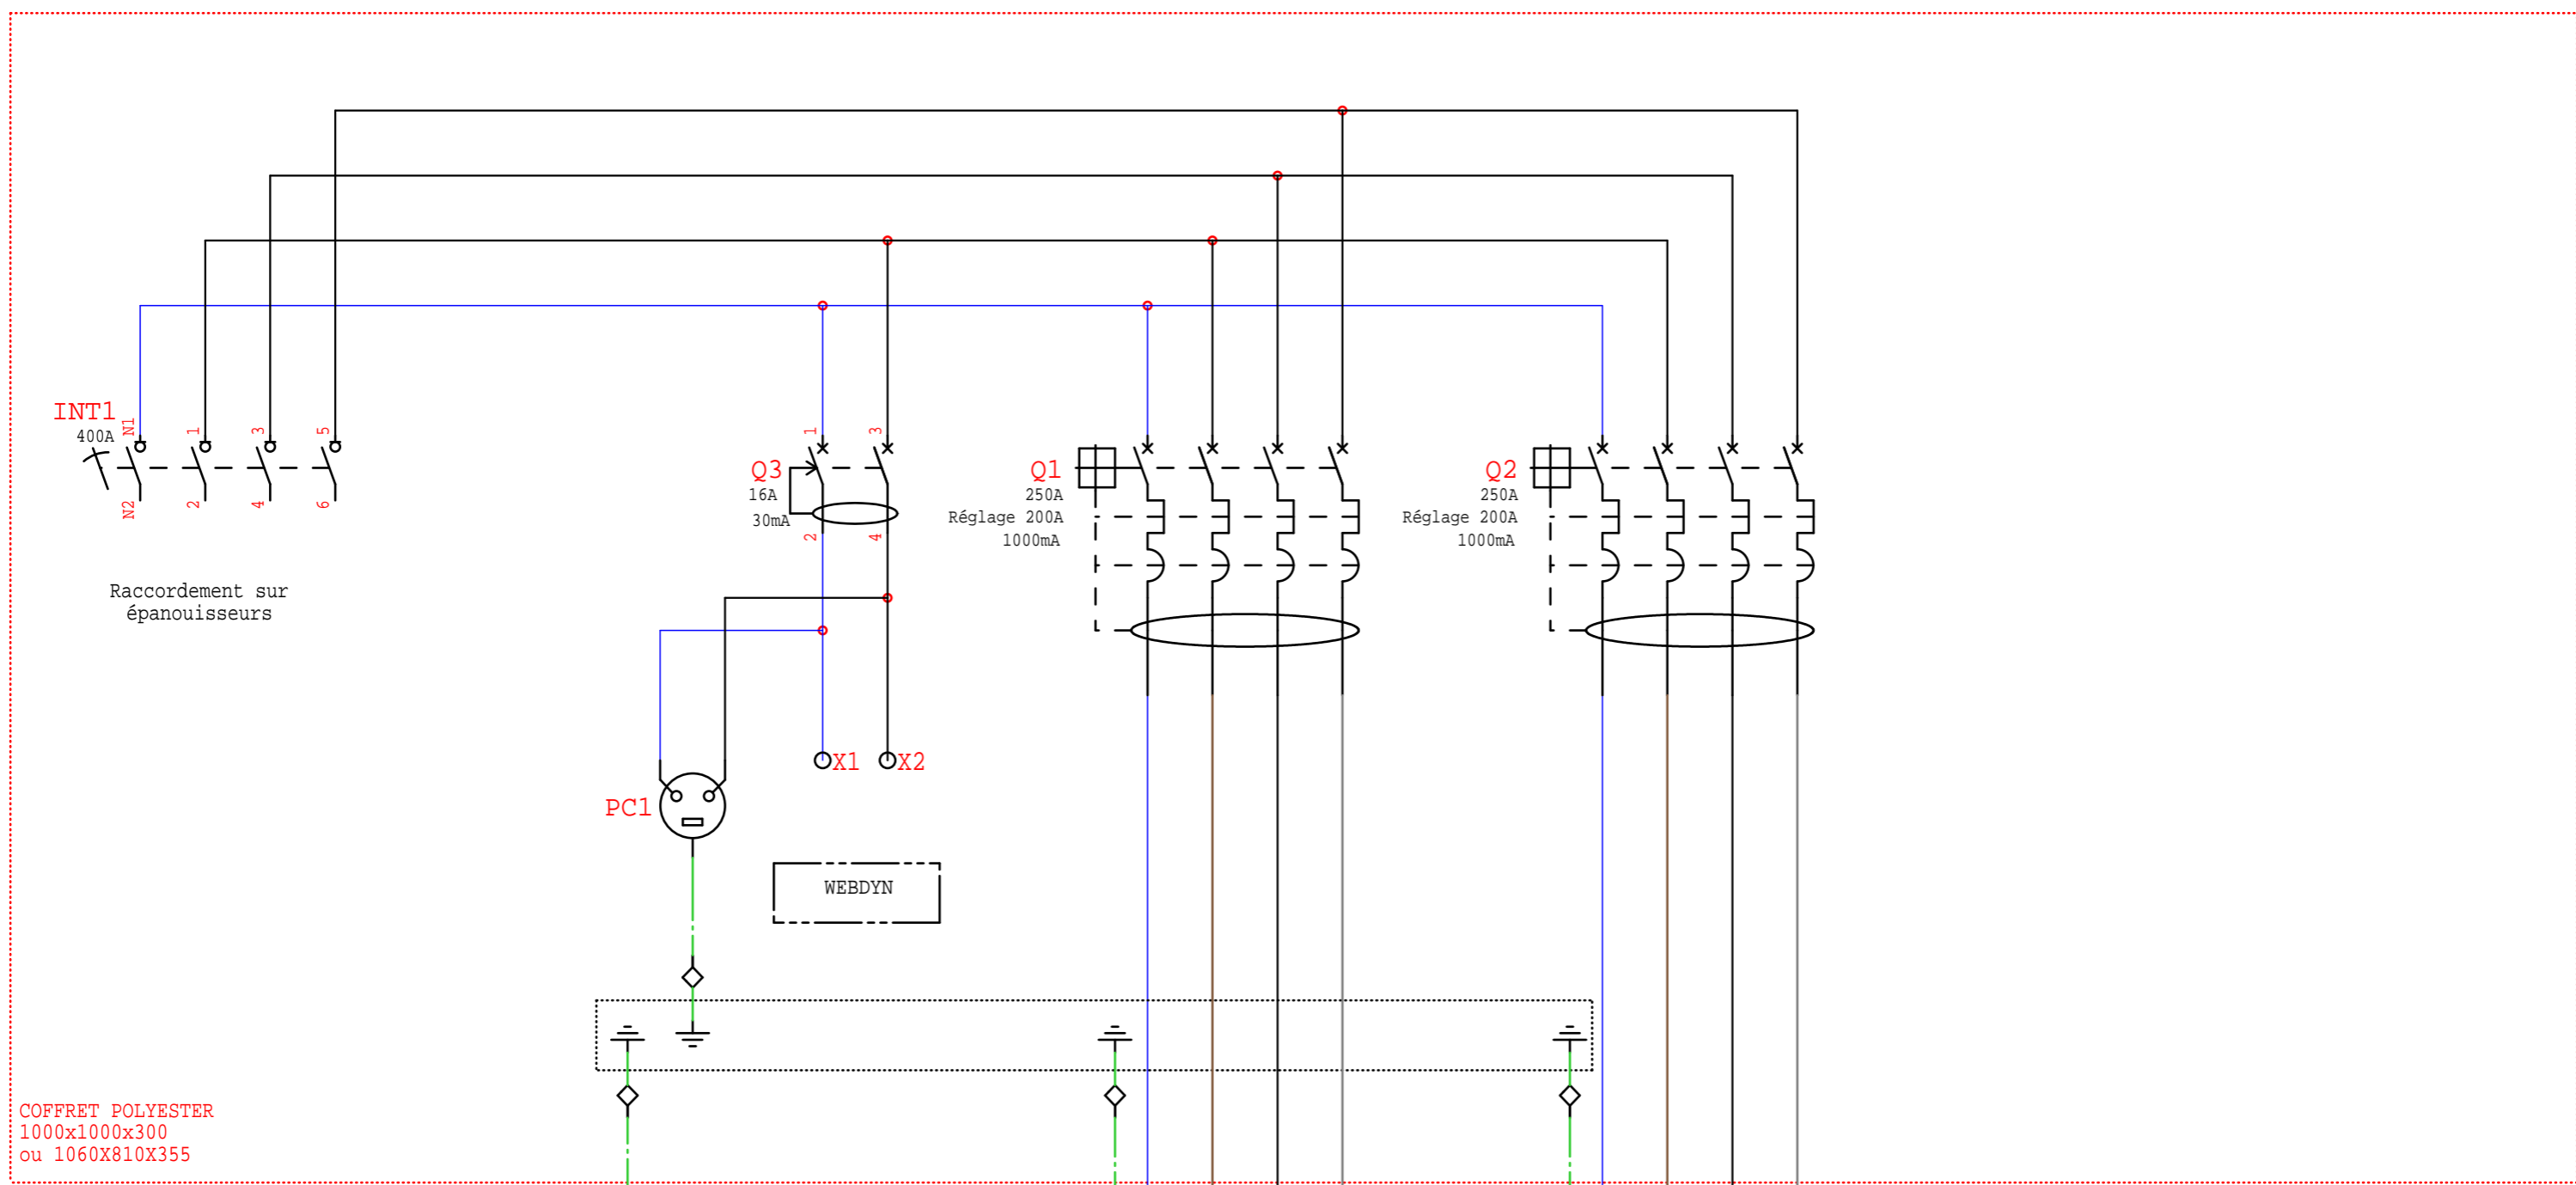 INT1
400A
N1
1
3
5
N2
2
4
6
Raccordement sur
épanouisseurs
Q3
16A
30mA
1
3
2
4
Q1
250A
Réglage 200A
1000mA
Q2
250A
Réglage 200A
1000mA
X1
X2
PC1
WEBDYN
COFFRET POLYESTER
1000x1000x300
ou 1060X810X355